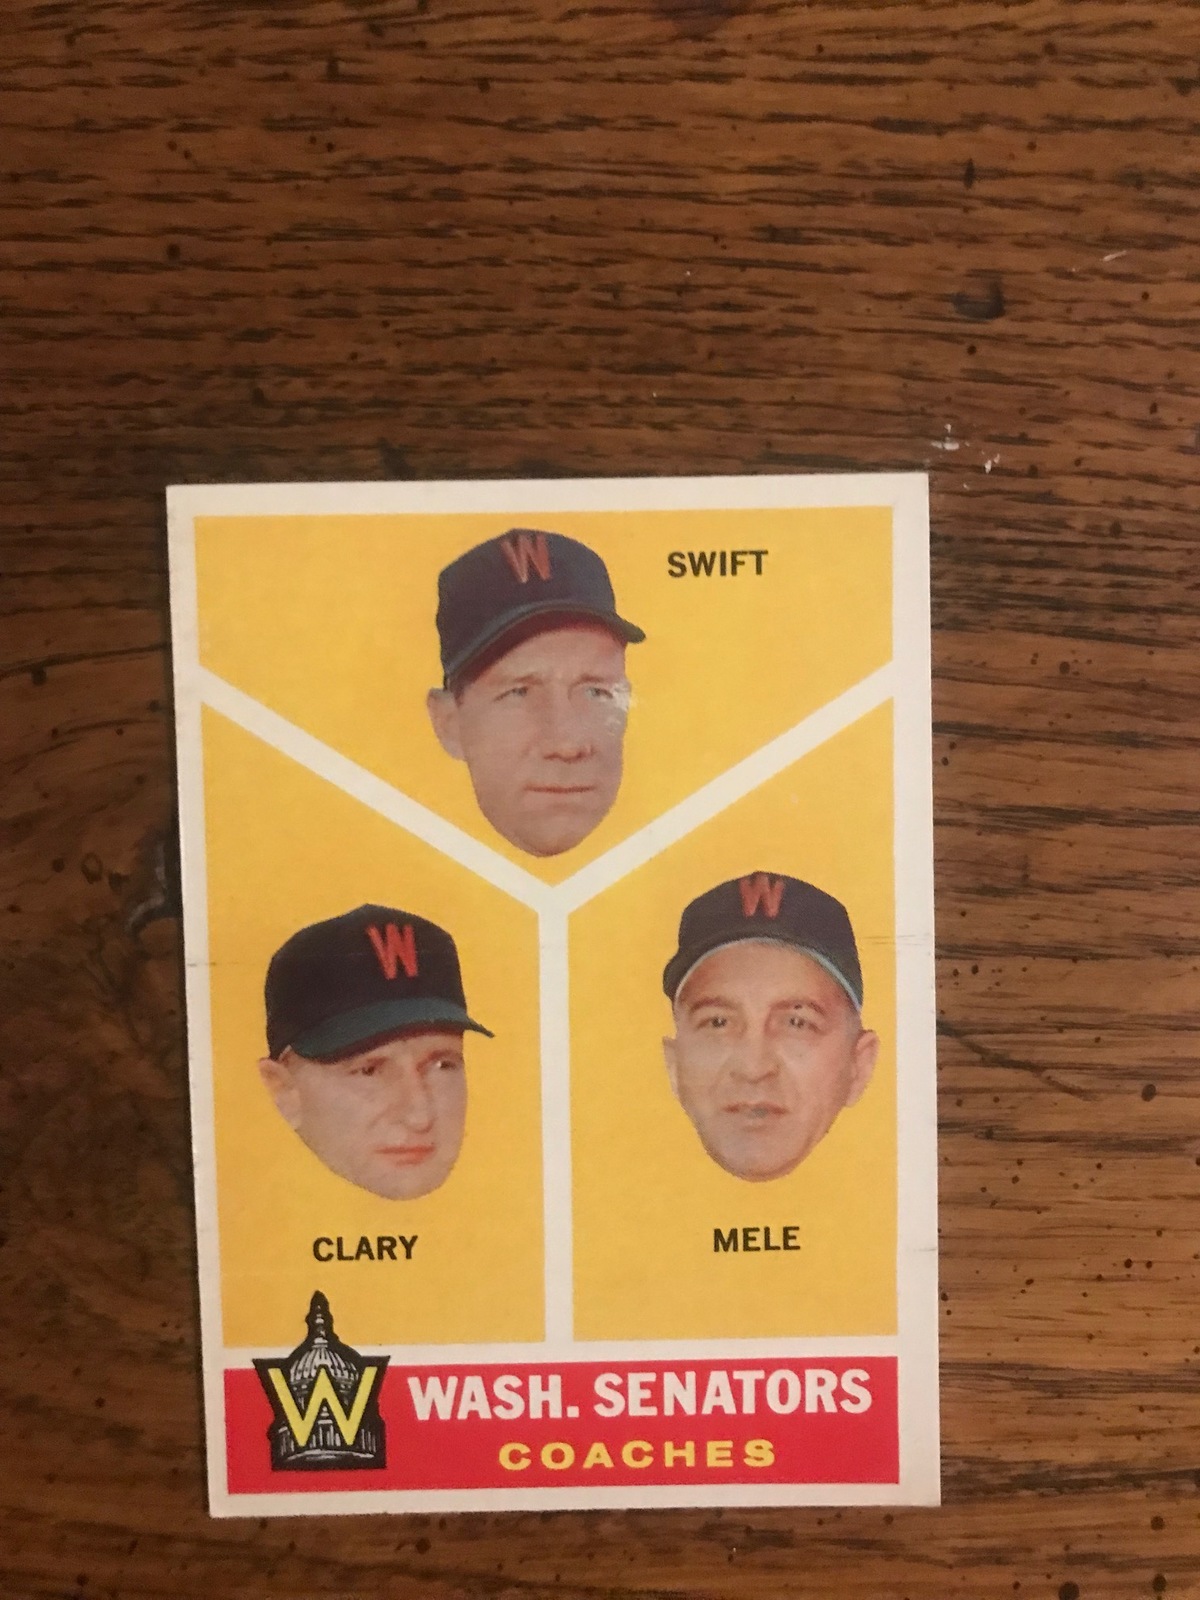 SWIFT
W
W
W
CLARY
MELE
W
WASH. SENATORS
COACHES